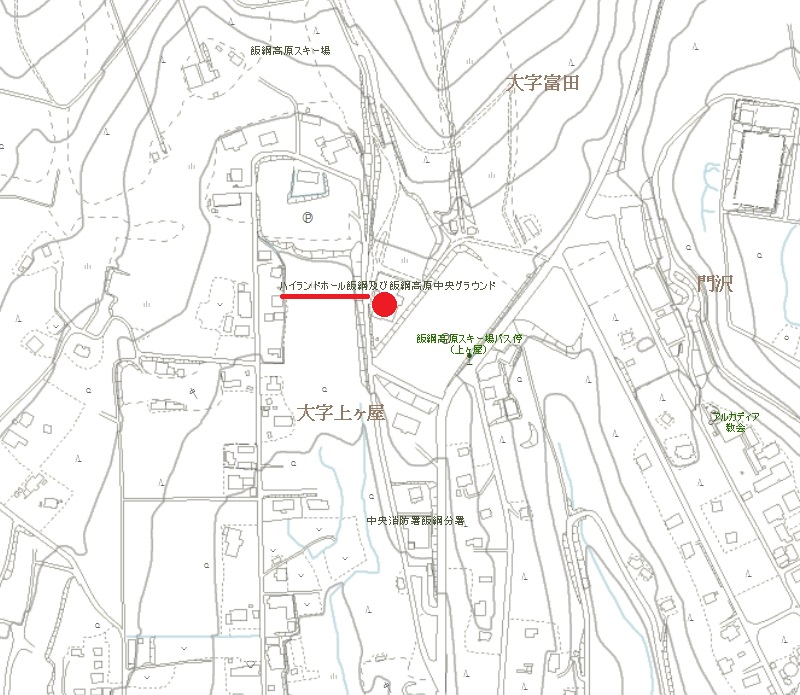 飯綱高原スキー場
大字富田
Ⓟ
ハイランドホール飯綱及び飯綱高原中央グラウンド
門沢
飯綱高原スキー場バス停
(上ヶ屋)
大字上ヶ屋
アルカディア
教会
中央消防署飯綱分署